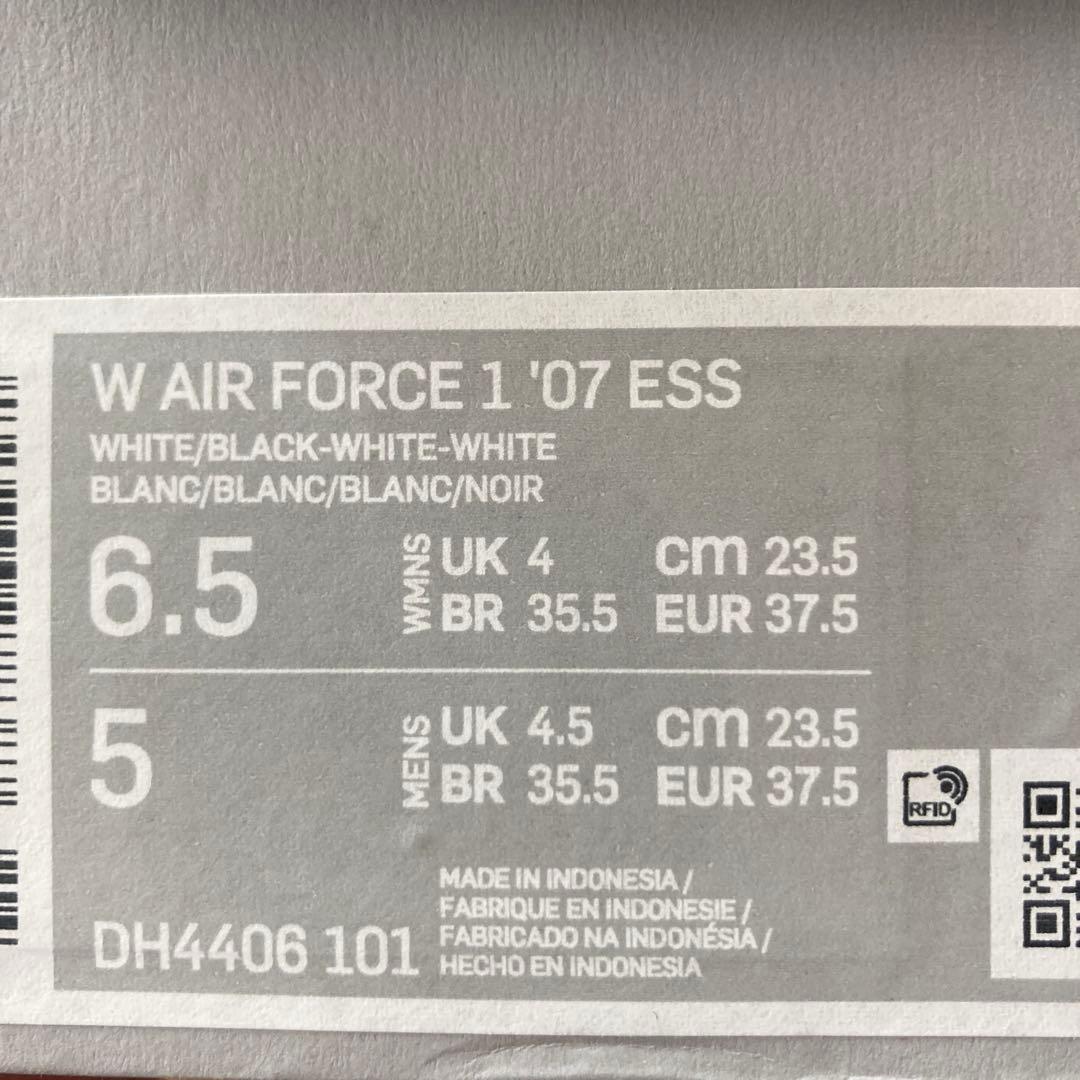 W AIR FORCE 1 '07 ESS
WHITE/BLACK-WHITE-WHITE
BLANC/BLANC/BLANC/NOIR
6.5 WMNS UK 4 cm 23.5
BR 35.5 EUR 37.5
5 MENS UK 4.5 cm 23.5
BR 35.5 EUR 37.5
RFID
MADE IN INDONESIA /
FABRIQUE EN INDONESIE /
FABRICADO NA INDONÉSIA /
HECHO EN INDONESIA
DH4406 101